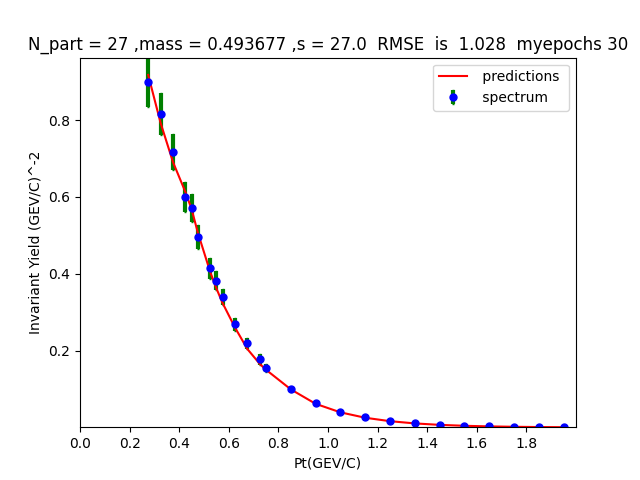 N_part = 27 ,mass = 0.493677 ,s = 27.0  RMSE  is  1.028  myepochs 30
predictions
spectrum
Invariant Yield (GEV/C)^-2
0.8
0.6
0.4
0.2
0.0 0.2 0.4 0.6 0.8 1.0 1.2 1.4 1.6 1.8
Pt(GEV/C)